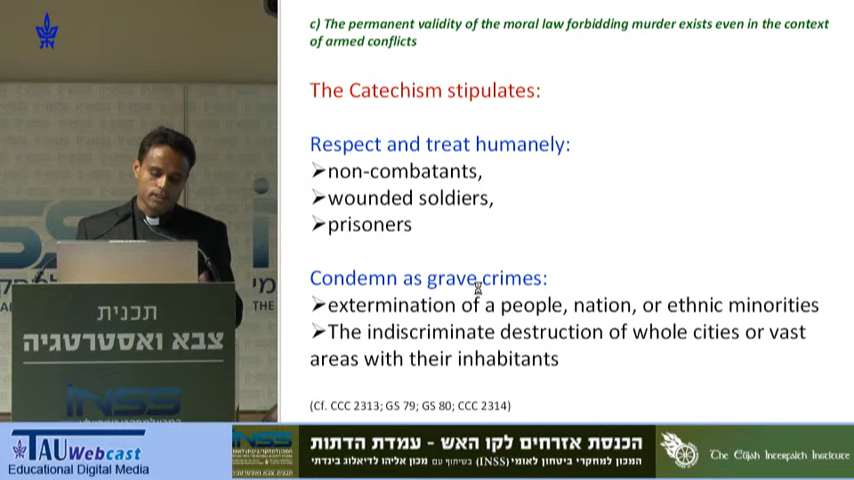 c) The permanent validity of the moral law forbidding murder exists even in the context
of armed conflicts
The Catechism stipulates:
Respect and treat humanely:
➢non-combatants,
➢wounded soldiers,
➢prisoners
Condemn as grave crimes:
➢extermination of a people, nation, or ethnic minorities
➢The indiscriminate destruction of whole cities or vast
areas with their inhabitants
(Cf. CCC 2313; GS 79; GS 80; CCC 2314)
תכנית
צבא ואסטרטגיה
INSS
THE
TAU Webcast
Educational Digital Media
INSS
הכנסת אזרחים לקו האש - עמדת הדתות
המכון למחקרי ביטחון לאומי (INSS) בשיתוף עם מכון אליהו לדיאלוג בינדתי
The Elijah Interfaith Institute